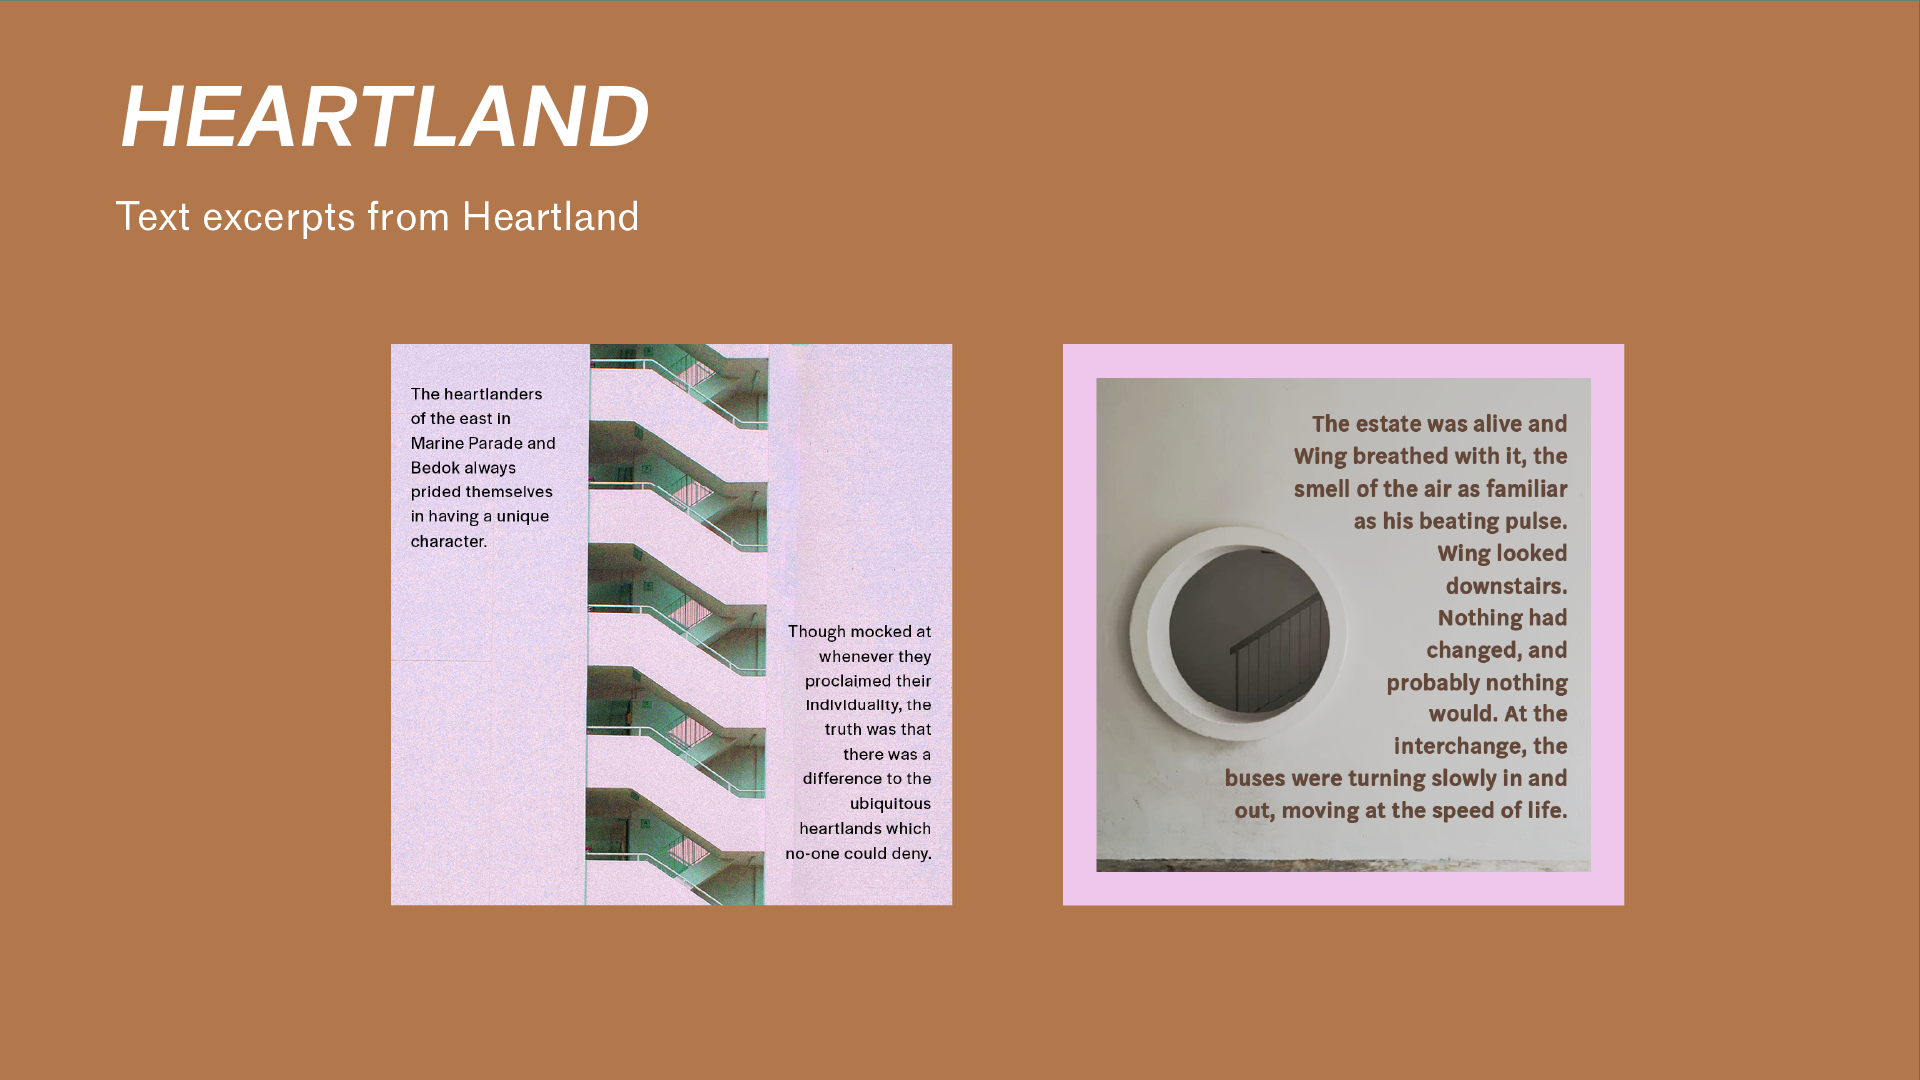 HEARTLAND
Text excerpts from Heartland
The heartlanders
of the east in
Marine Parade and
Bedok always
prided themselves
in having a unique
character.
Though mocked at
whenever they
proclaimed their
individuality, the
truth was that
there was a
difference to the
ubiquitous
heartlands which
no-one could deny.
The estate was alive and
Wing breathed with it, the
smell of the air as familiar
as his beating pulse.
Wing looked
downstairs.
Nothing had
changed, and
probably nothing
would. At the
interchange, the
buses were turning slowly in and
out, moving at the speed of life.